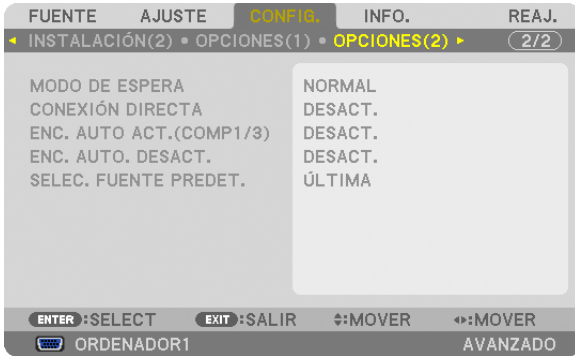 FUENTE AJUSTE CONFIG. INFO. REAJ.
INSTALACIÓN(2) • OPCIONES(1) • OPCIONES(2) 2/2
MODO DE ESPERA NORMAL
CONEXIÓN DIRECTA DESACT.
ENC. AUTO ACT.(COMP1/3) DESACT.
ENC. AUTO. DESACT. DESACT.
SELEC. FUENTE PREDET. ÚLTIMA
ENTER :SELECT EXIT :SALIR :MOVER :MOVER
ORDENADOR1 AVANZADO